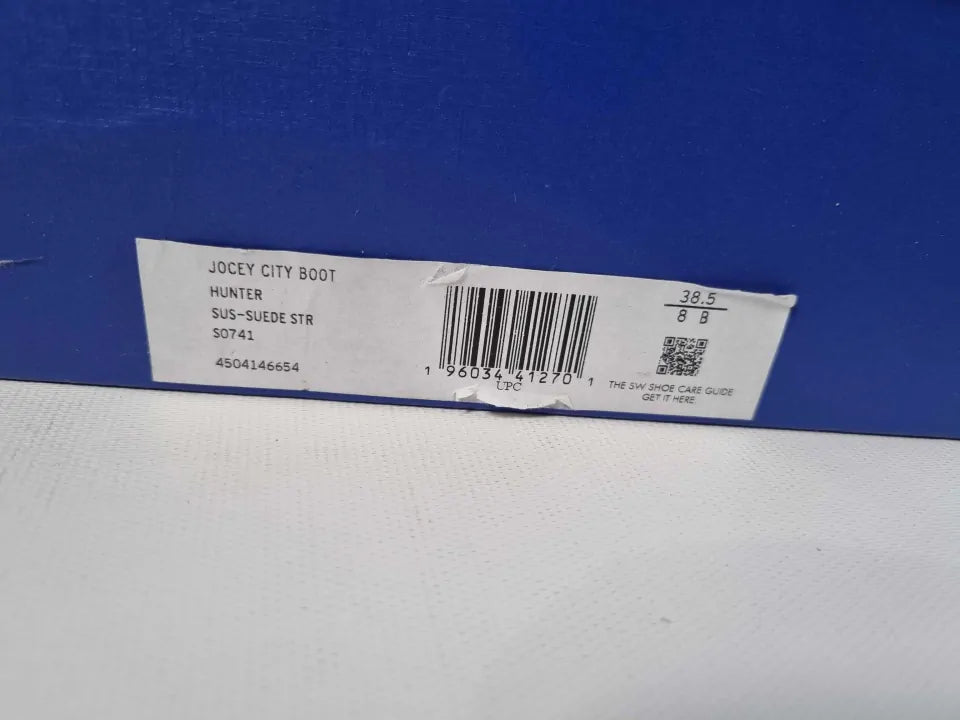 JOCEY CITY BOOT
HUNTER
SUS-SUEDE STR
S0741
4504146654
1 96034 41270 1
UPC
38.5
8 B
THE SW SHOE CARE GUIDE
GET IT HERE